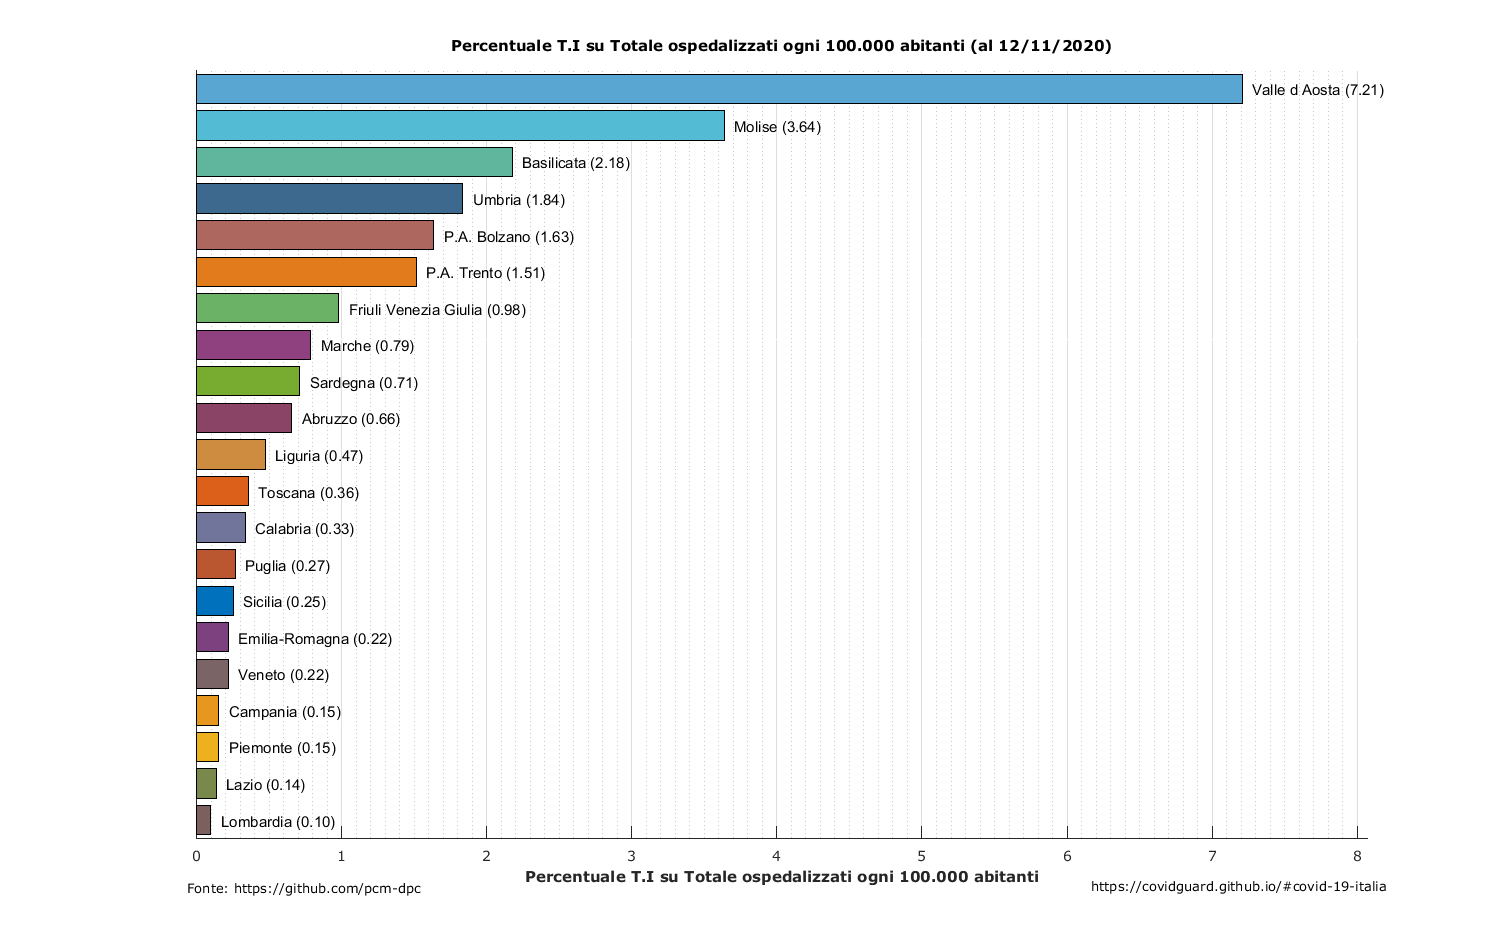 Percentuale T.I su Totale ospedalizzati ogni 100.000 abitanti (al 12/11/2020)
Valle d Aosta (7.21)
Molise (3.64)
Basilicata (2.18)
Umbria (1.84)
P.A. Bolzano (1.63)
P.A. Trento (1.51)
Friuli Venezia Giulia (0.98)
Marche (0.79)
Sardegna (0.71)
Abruzzo (0.66)
Liguria (0.47)
Toscana (0.36)
Calabria (0.33)
Puglia (0.27)
Sicilia (0.25)
Emilia-Romagna (0.22)
Veneto (0.22)
Campania (0.15)
Piemonte (0.15)
Lazio (0.14)
Lombardia (0.10)
0 1 2 3 4 5 6 7 8
Percentuale T.I su Totale ospedalizzati ogni 100.000 abitanti
Fonte: https://github.com/pcm-dpc
https://covidguard.github.io/#covid-19-italia